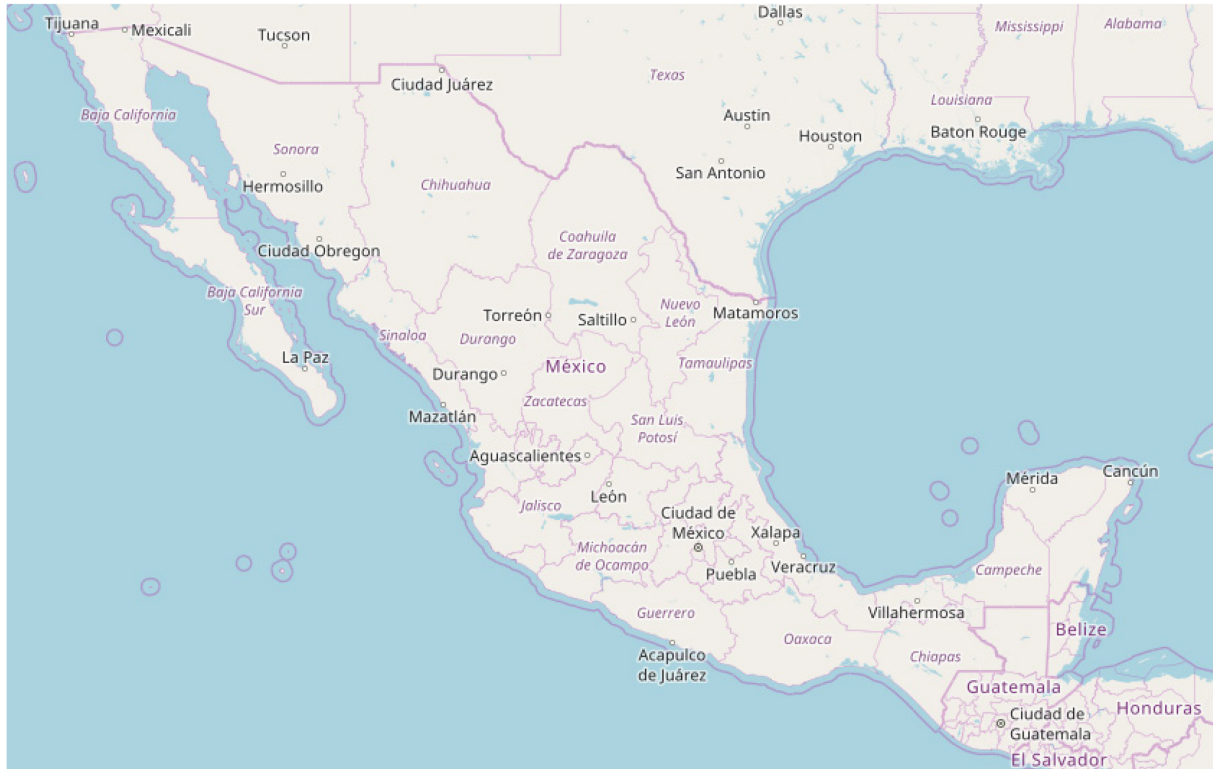 Dallas
Tijuana
Mexicali
Tucson
Mississippi
Alabama
Ciudad Juárez
Texas
Louisiana
Baja California
Austin
Houston
Baton Rouge
Sonora
San Antonio
Hermosillo
Chihuahua
Coahuila
de Zaragoza
Ciudad Obregon
Baja California
Sur
Nuevo
León
Torreón
Saltillo
Matamoros
Sinaloa
Durango
La Paz
México
Tamaulipas
Durango
Zacatecas
Mazatlán
San Luis
Potosí
Aguascalientes
Mérida
Cancún
León
Jalisco
Ciudad de
México
Xalapa
Michoacán
de Ocampo
Puebla
Veracruz
Campeche
Guerrero
Villahermosa
Belize
Oaxaca
Acapulco
de Juárez
Chiapas
Guatemala
Honduras
Ciudad de
Guatemala
El Salvador